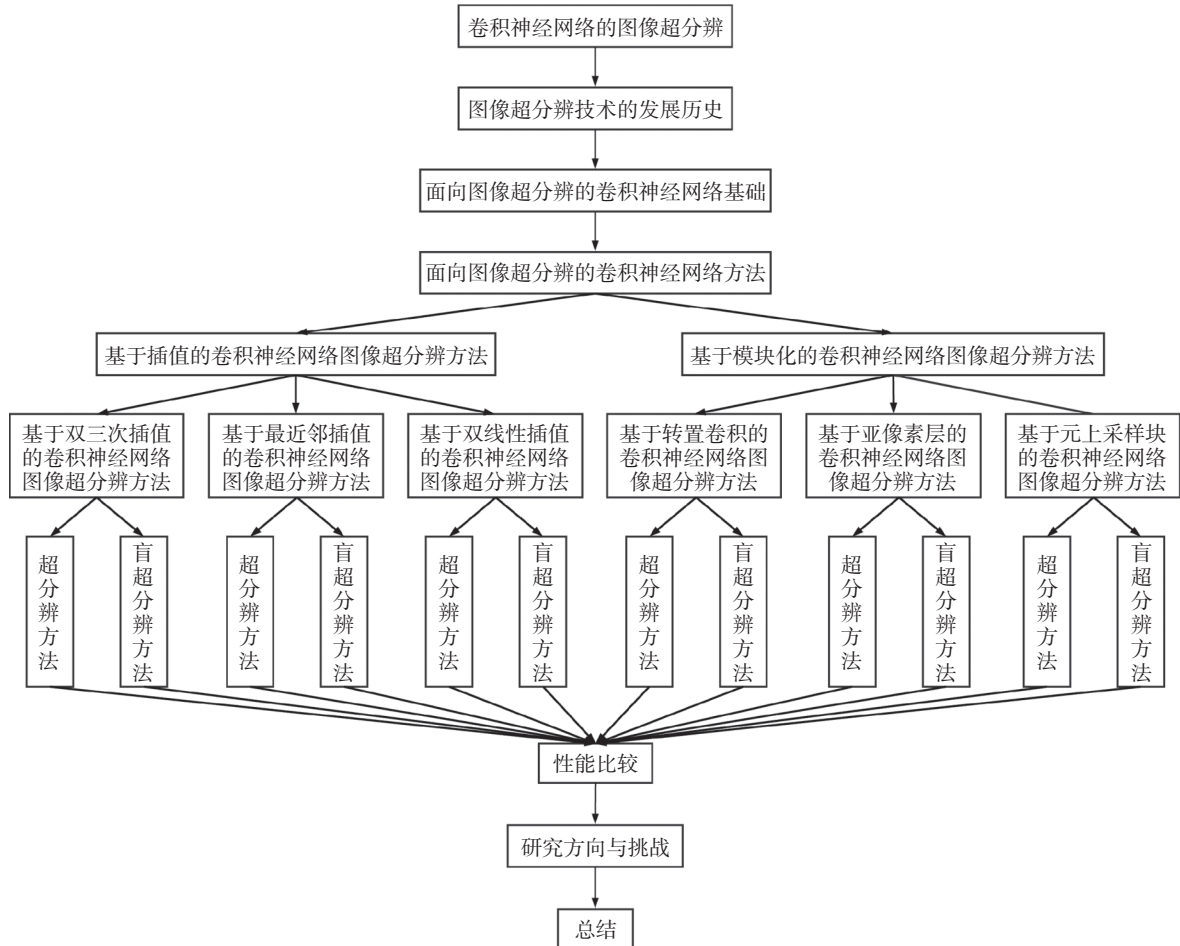 卷积神经网络的图像超分辨
图像超分辨技术的发展历史
面向图像超分辨的卷积神经网络基础
面向图像超分辨的卷积神经网络方法
基于插值的卷积神经网络图像超分辨方法
基于模块化的卷积神经网络图像超分辨方法
基于双三次插值
的卷积神经网络
图像超分辨方法
基于最近邻插值
的卷积神经网络
图像超分辨方法
基于双线性插值
的卷积神经网络
图像超分辨方法
基于转置卷积的
卷积神经网络图
像超分辨方法
基于亚像素层的
卷积神经网络图
像超分辨方法
基于元上采样块
的卷积神经网络
图像超分辨方法
超分辨方法
盲超分辨方法
超分辨方法
盲超分辨方法
超分辨方法
盲超分辨方法
超分辨方法
盲超分辨方法
超分辨方法
盲超分辨方法
超分辨方法
盲超分辨方法
性能比较
研究方向与挑战
总结